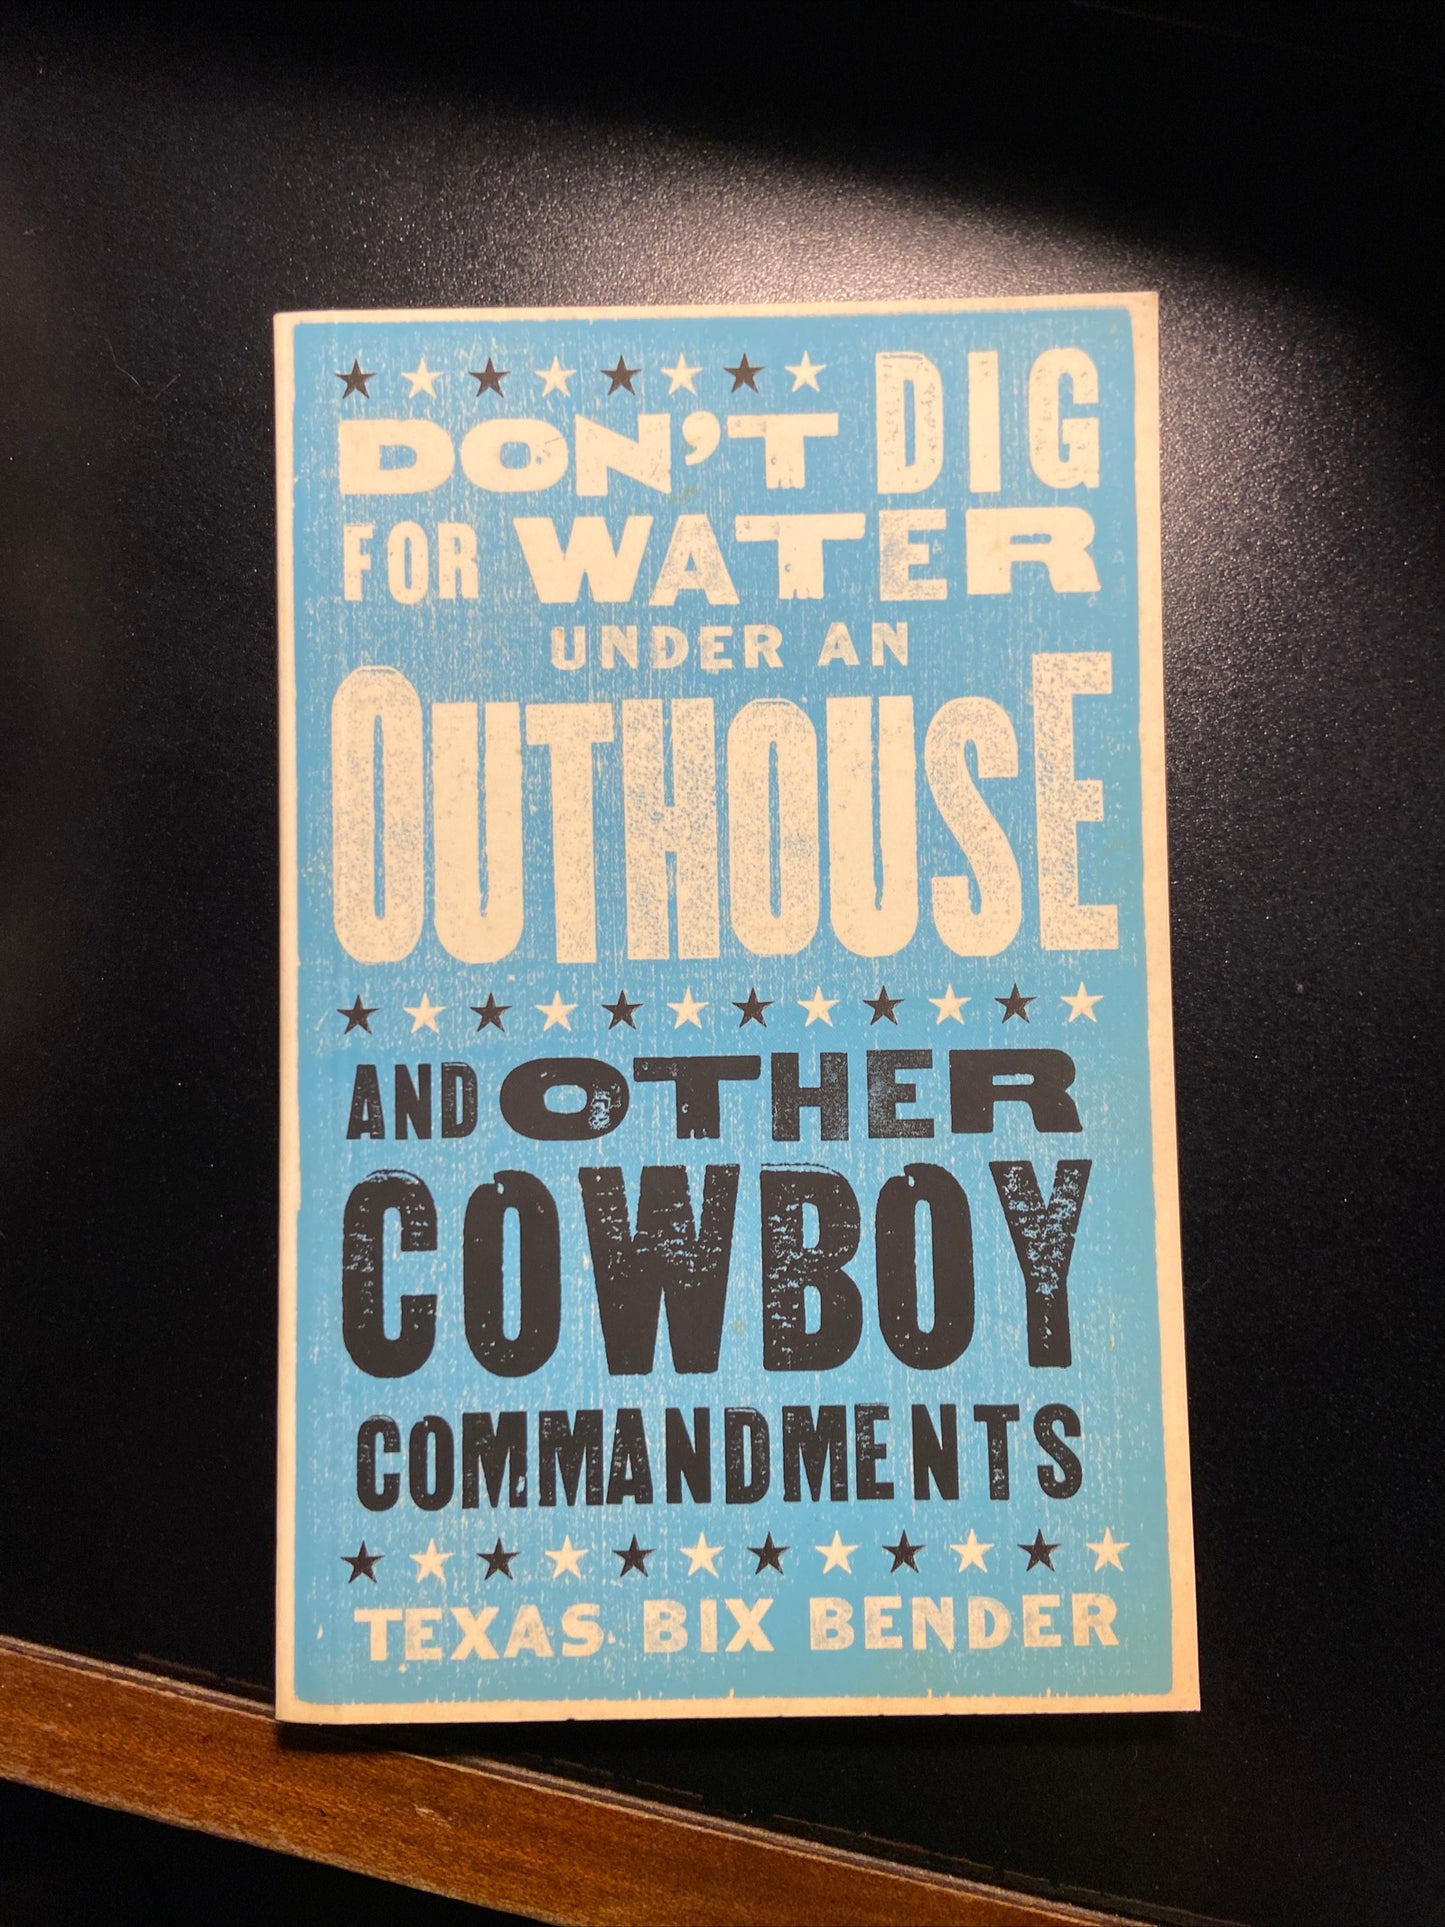 DON'T DIG
FOR WATER
UNDER AN
OUTHOUSE
AND OTHER
COWBOY
COMMANDMENTS
TEXAS BIX BENDER